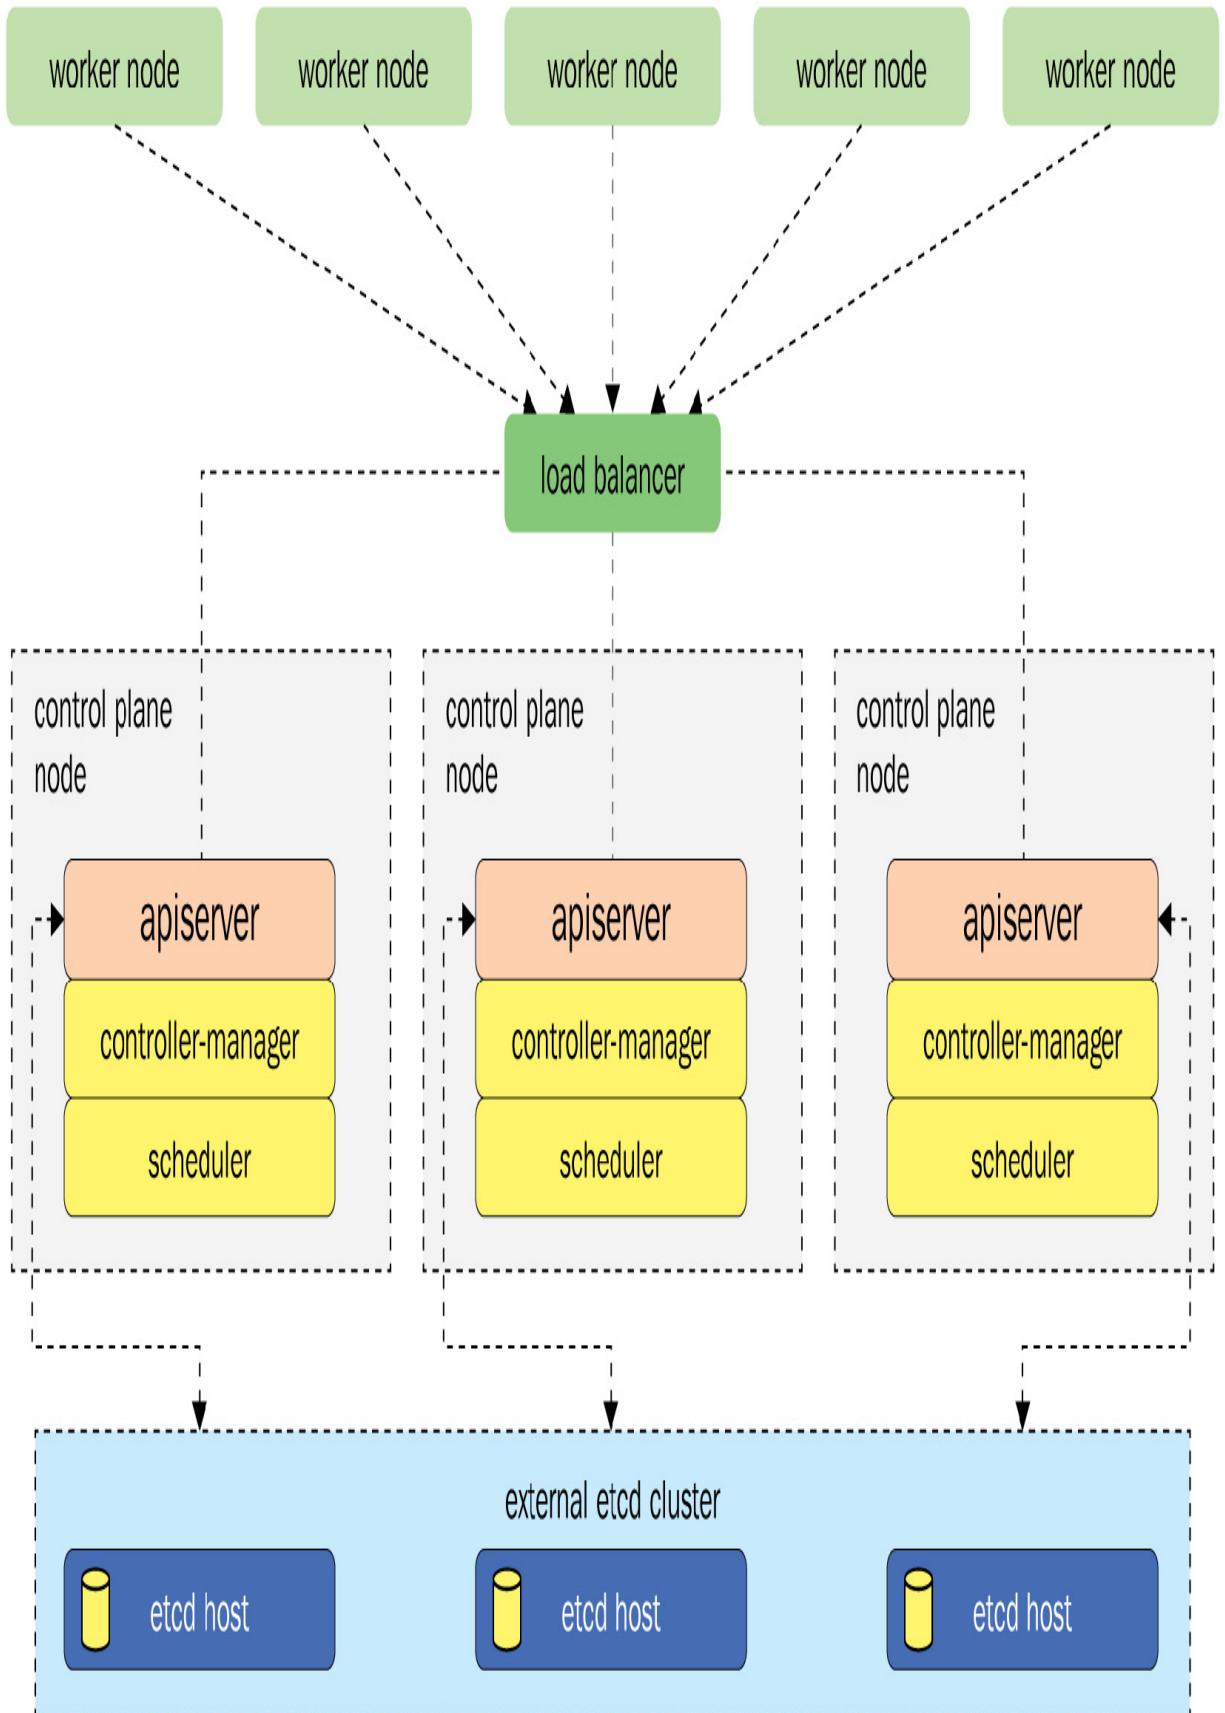 worker node
worker node
worker node
worker node
worker node
load balancer
control plane
node
control plane
node
control plane
node
apiserver
apiserver
apiserver
controller-manager
controller-manager
controller-manager
scheduler
scheduler
scheduler
external etcd cluster
etcd host
etcd host
etcd host